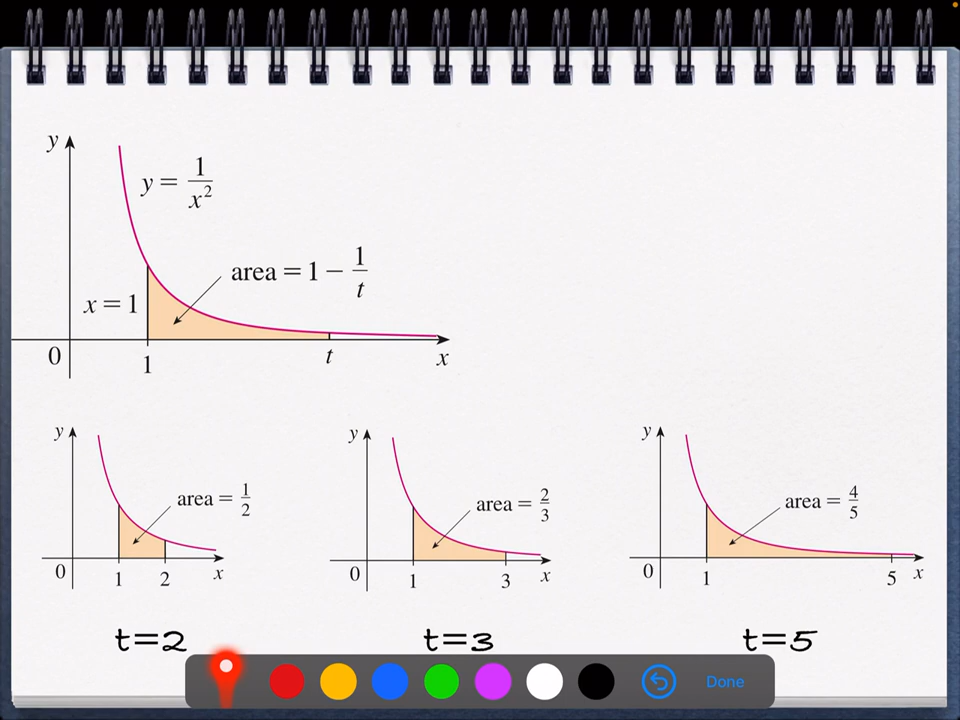 y
y = 1/x²
area = 1 − 1/t
x = 1
0 1 t x
y y y
area = 1/2 area = 2/3 area = 4/5
0 1 2 x 0 1 3 x 0 1 5 x
t=2 t=3 t=5
Done